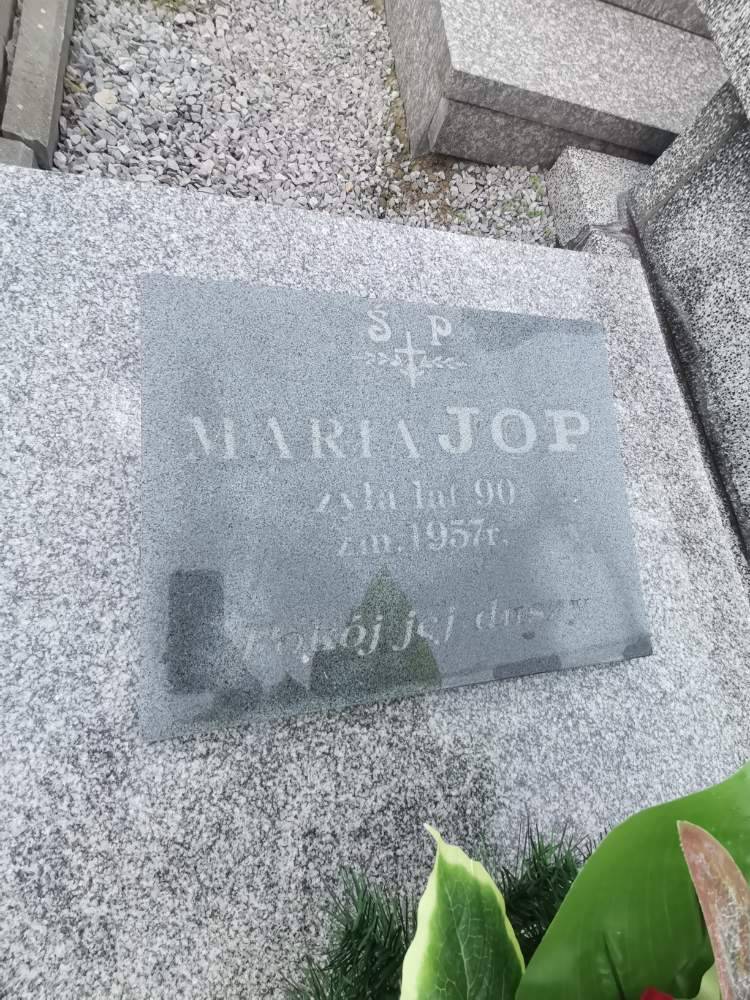 Ś P
MARIA JOP
żyła lat 90
zm. 1957r.
Pokój jej duszy